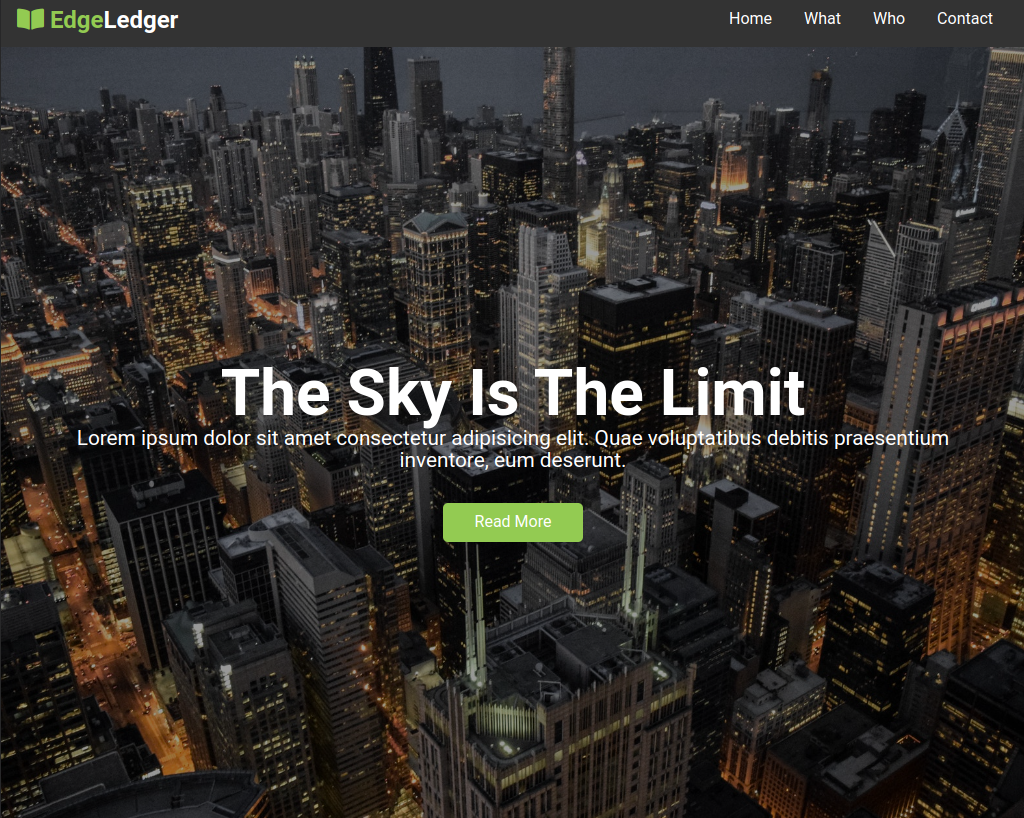 EdgeLedger
Home What Who Contact
The Sky Is The Limit
Lorem ipsum dolor sit amet consectetur adipisicing elit. Quae voluptatibus debitis praesentium
inventore, eum deserunt.
Read More